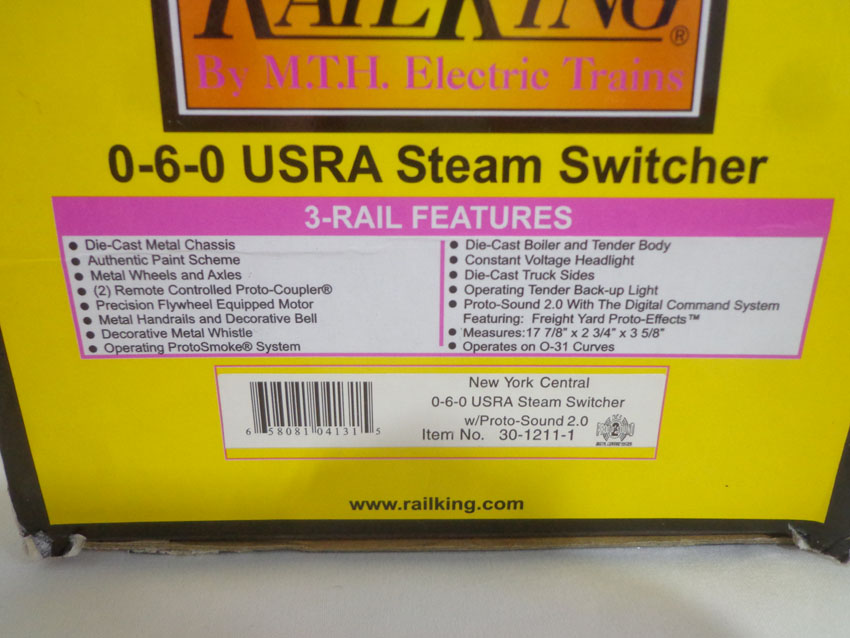 RAILKING®
By M.T.H. Electric Trains
0-6-0 USRA Steam Switcher
3-RAIL FEATURES
• Die-Cast Metal Chassis
• Authentic Paint Scheme
• Metal Wheels and Axles
• (2) Remote Controlled Proto-Coupler®
• Precision Flywheel Equipped Motor
• Metal Handrails and Decorative Bell
• Decorative Metal Whistle
• Operating ProtoSmoke® System
• Die-Cast Boiler and Tender Body
• Constant Voltage Headlight
• Die-Cast Truck Sides
• Operating Tender Back-up Light
• Proto-Sound 2.0 With The Digital Command System
Featuring: Freight Yard Proto-Effects™
• Measures:17 7/8" x 2 3/4" x 3 5/8"
• Operates on O-31 Curves
6 58081 04131 5
New York Central
0-6-0 USRA Steam Switcher
w/Proto-Sound 2.0
Item No. 30-1211-1
www.railking.com